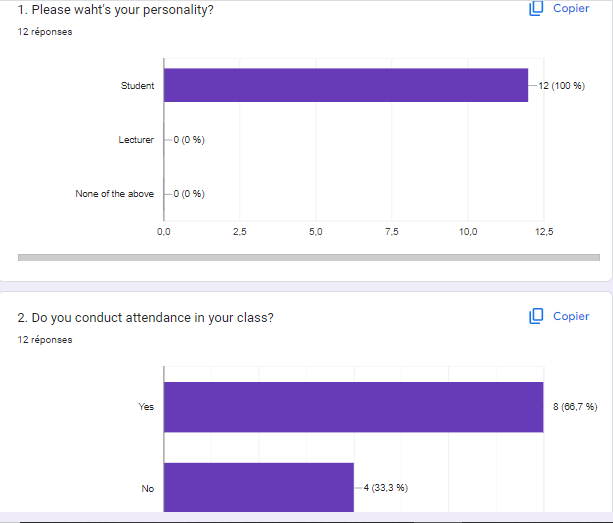 1. Please waht's your personality?
Copier
12 réponses
Student
12 (100 %)
Lecturer
0 (0 %)
None of the above
0 (0 %)
0,0 2,5 5,0 7,5 10,0 12,5
2. Do you conduct attendance in your class?
Copier
12 réponses
Yes
8 (66,7 %)
No
4 (33,3 %)